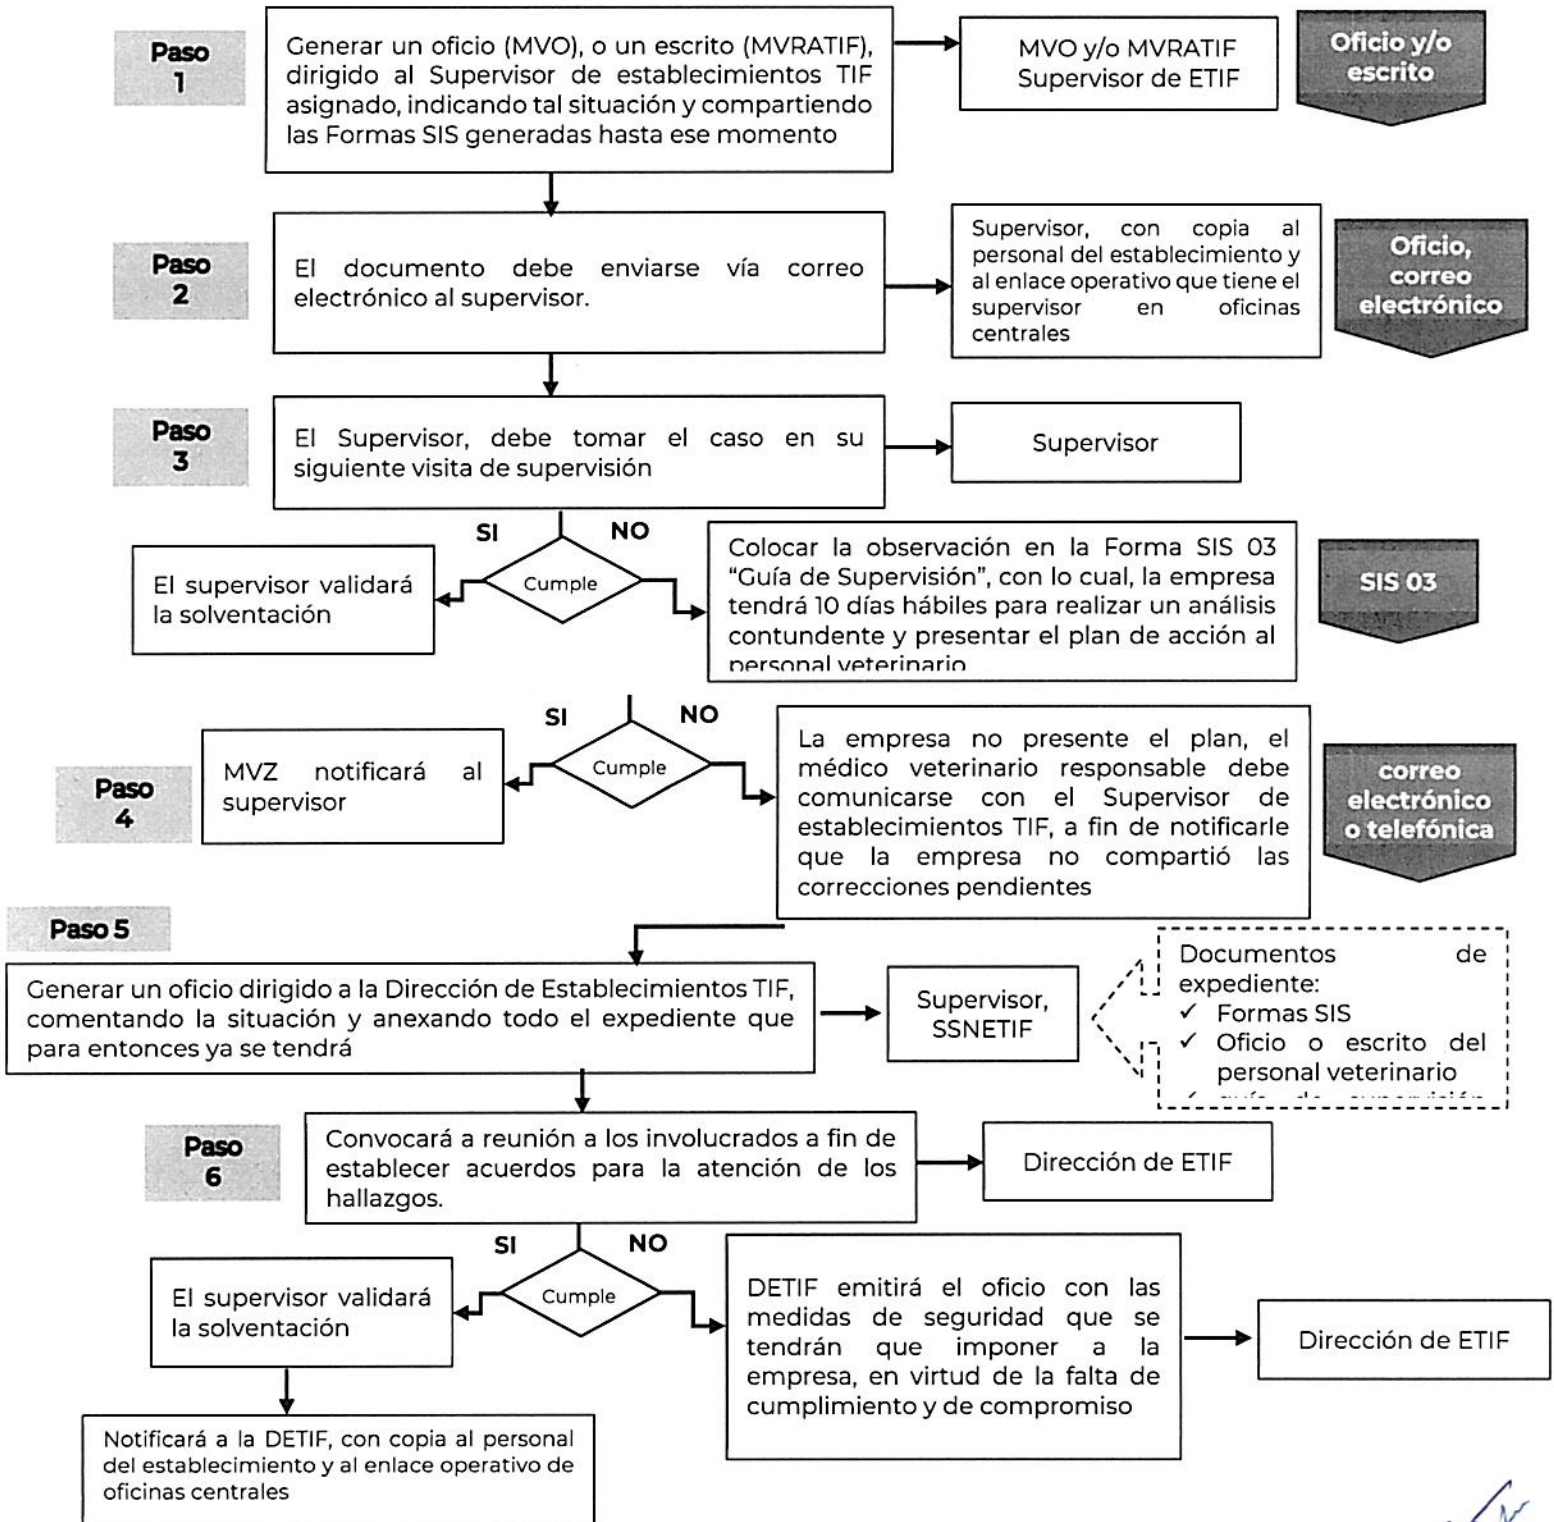 Paso
1
Generar un oficio (MVO), o un escrito (MVRATIF),
dirigido al Supervisor de establecimientos TIF
asignado, indicando tal situación y compartiendo
las Formas SIS generadas hasta ese momento
MVO y/o MVRATIF
Supervisor de ETIF
Oficio y/o
escrito
Paso
2
El documento debe enviarse vía correo
electrónico al supervisor.
Supervisor, con copia al
personal del establecimiento y
al enlace operativo que tiene el
supervisor en oficinas
centrales
Oficio,
correo
electrónico
Paso
3
El Supervisor, debe tomar el caso en su
siguiente visita de supervisión
Supervisor
SI
NO
Cumple
El supervisor validará
la solventación
Colocar la observación en la Forma SIS 03
“Guía de Supervisión”, con lo cual, la empresa
tendrá 10 días hábiles para realizar un análisis
contundente y presentar el plan de acción al
personal veterinario
SIS 03
SI
NO
Cumple
Paso
4
MVZ notificará al
supervisor
La empresa no presente el plan, el
médico veterinario responsable debe
comunicarse con el Supervisor de
establecimientos TIF, a fin de notificarle
que la empresa no compartió las
correcciones pendientes
correo
electrónico
o telefónica
Paso 5
Generar un oficio dirigido a la Dirección de Establecimientos TIF,
comentando la situación y anexando todo el expediente que
para entonces ya se tendrá
Supervisor,
SSNETIF
Documentos de
expediente:
✓ Formas SIS
✓ Oficio o escrito del
personal veterinario
✓ guía de supervisión
Paso
6
Convocará a reunión a los involucrados a fin de
establecer acuerdos para la atención de los
hallazgos.
Dirección de ETIF
SI
NO
Cumple
El supervisor validará
la solventación
DETIF emitirá el oficio con las
medidas de seguridad que se
tendrán que imponer a la
empresa, en virtud de la falta de
cumplimiento y de compromiso
Dirección de ETIF
Notificará a la DETIF, con copia al personal
del establecimiento y al enlace operativo de
oficinas centrales